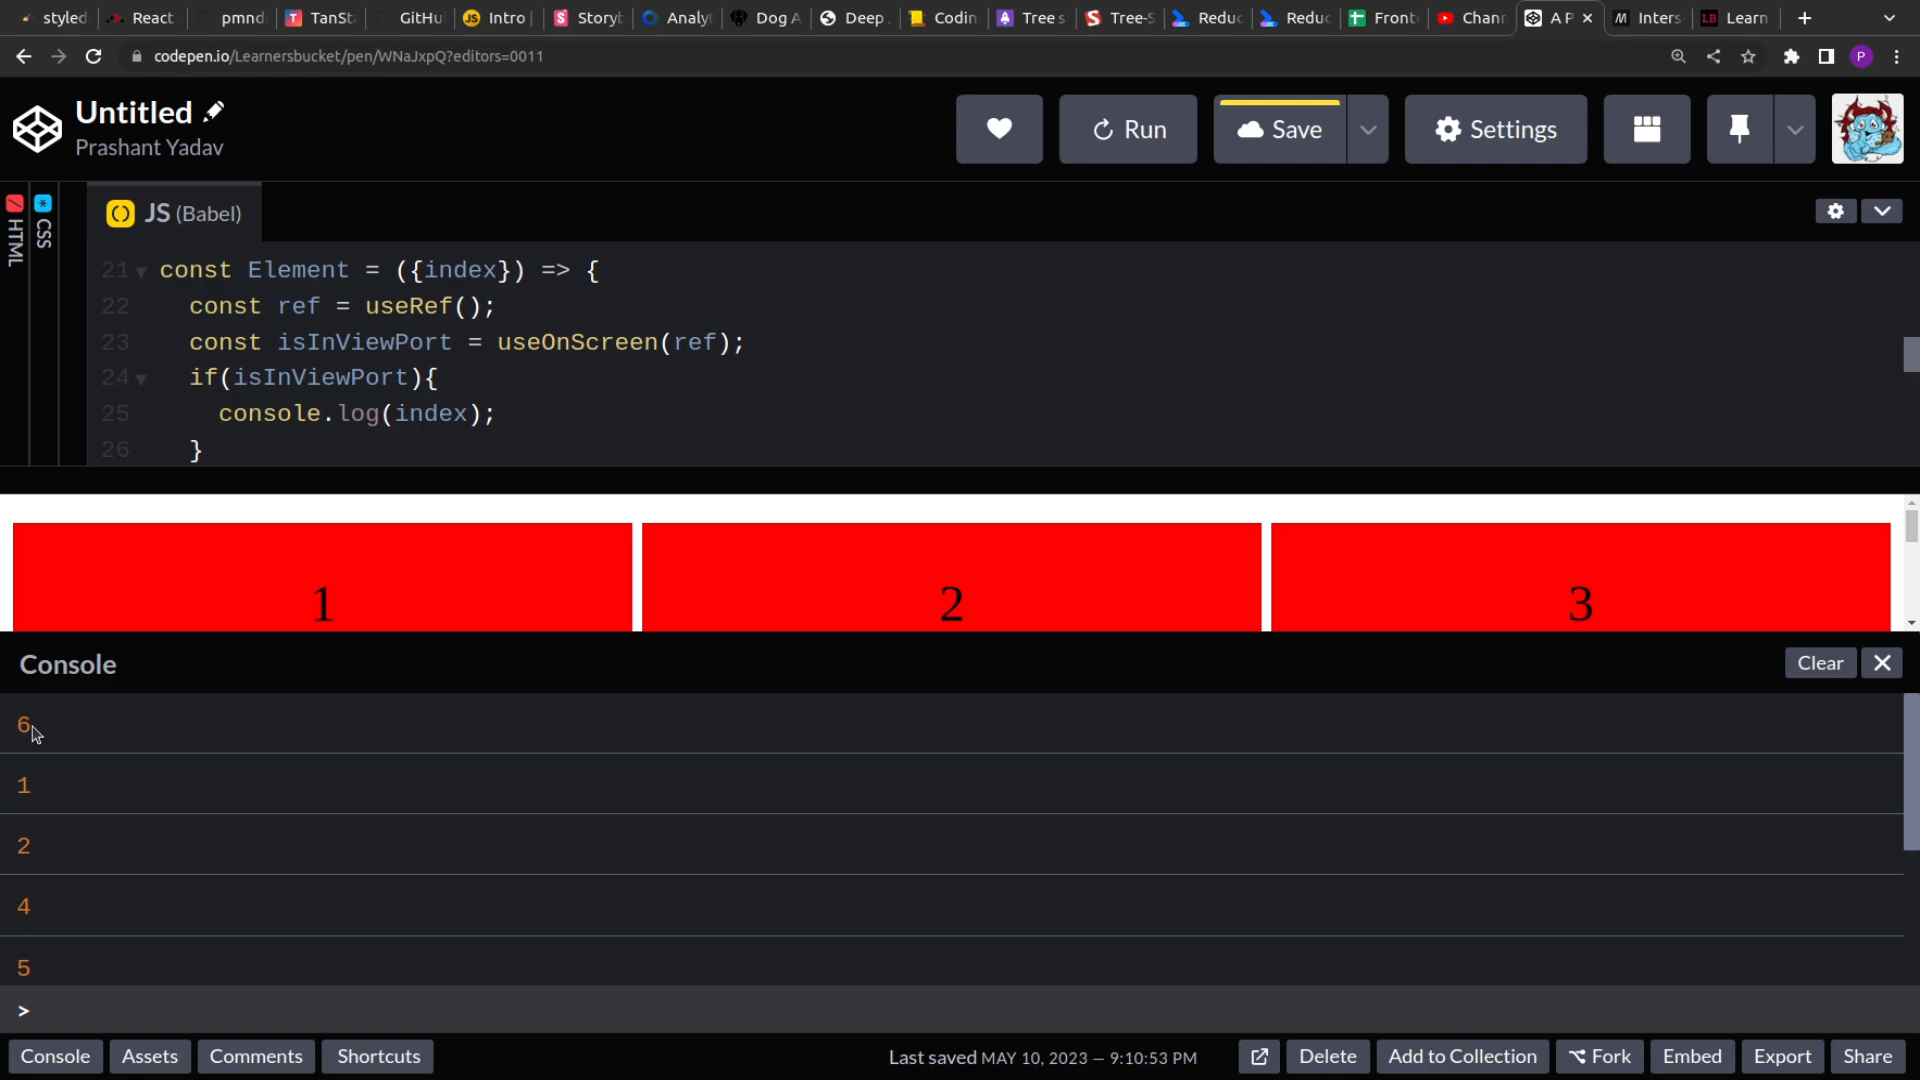 styled
React
pmnd
TanSt
GitHu
Intro
Story
Analy
Dog A
Deep
Codin
Tree s
Tree-S
Reduc
Reduc
Front
Chanr
A P
Inters
Learn
codepen.io/Learnersbucket/pen/WNaJxpQ?editors=0011
P
Untitled
Prashant Yadav
Run
Save
Settings
HTML
CSS
JS (Babel)
21 const Element = ({index}) => {
22 const ref = useRef();
23 const isInViewPort = useOnScreen(ref);
24 if(isInViewPort){
25 console.log(index);
26 }
1
2
3
Console
Clear
6
1
2
4
5
>
Console
Assets
Comments
Shortcuts
Last saved MAY 10, 2023 — 9:10:53 PM
Delete
Add to Collection
Fork
Embed
Export
Share